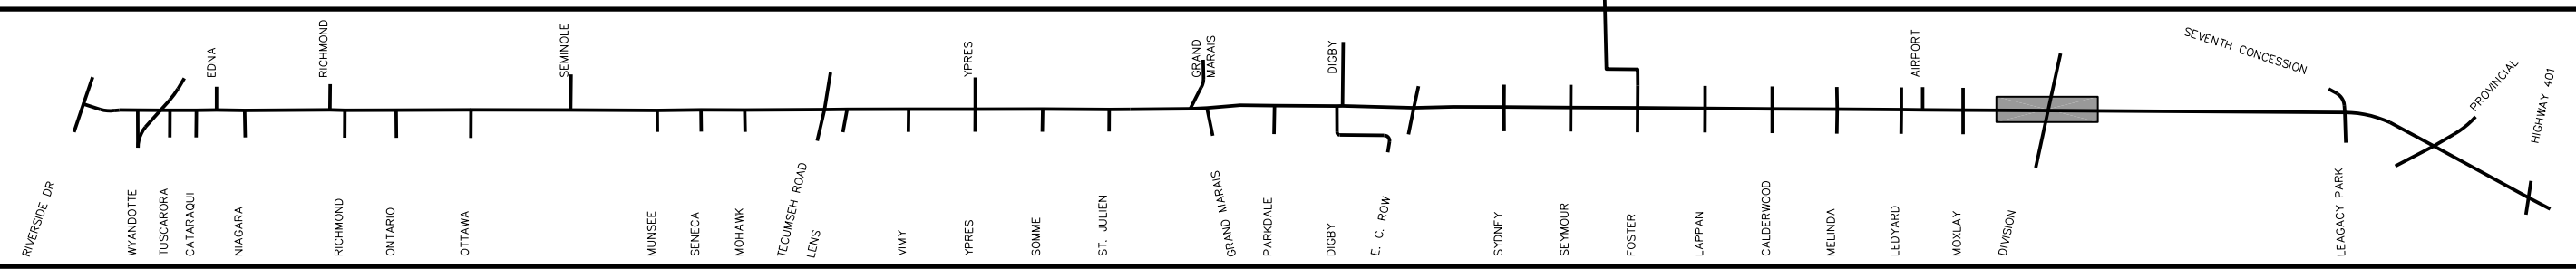 EDNA
RICHMOND
SEMINOLE
YPRES
GRAND
MARAIS
DIGBY
AIRPORT
SEVENTH CONCESSION
PROVINCIAL
HIGHWAY 401
RIVERSIDE DR
WYANDOTTE
TUSCARORA
CATARAQUI
NIAGARA
RICHMOND
ONTARIO
OTTAWA
MUNSEE
SENECA
MOHAWK
TECUMSEH ROAD
LENS
VIMY
YPRES
SOMME
ST. JULIEN
GRAND MARAIS
PARKDALE
DIGBY
E. C. ROW
SYDNEY
SEYMOUR
FOSTER
LAPPAN
CALDERWOOD
MELINDA
LEDYARD
MOXLAY
DIVISION
LEAGACY PARK